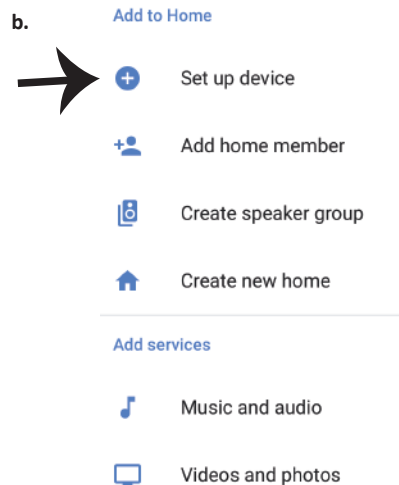 b.
Add to Home
Set up device
Add home member
Create speaker group
Create new home
Add services
Music and audio
Videos and photos